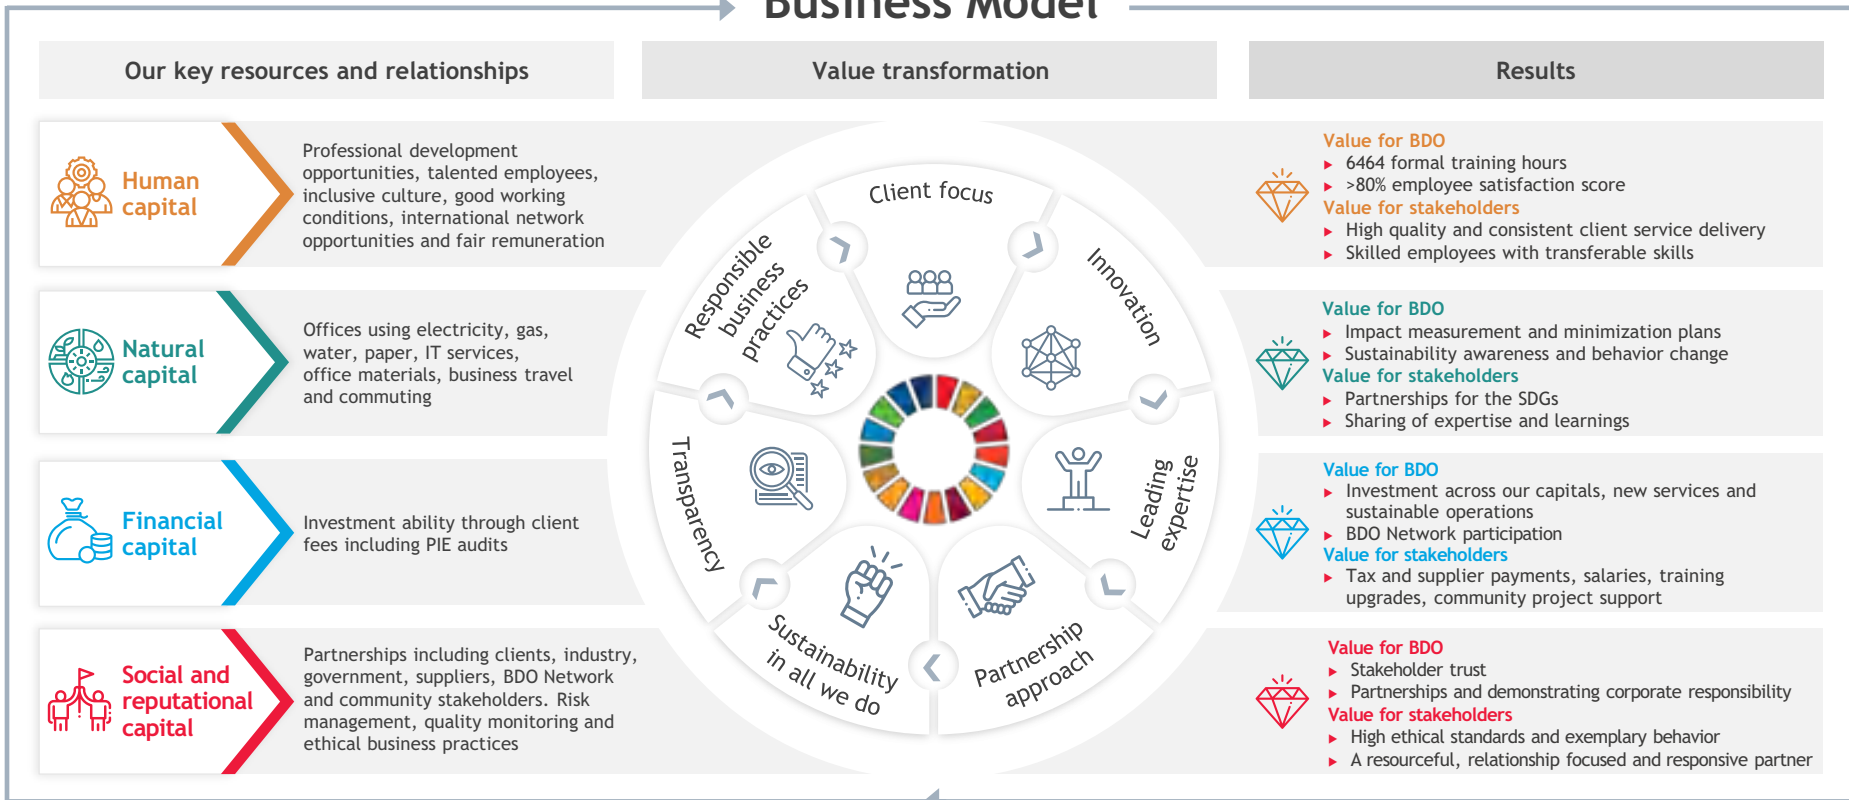 Business Model
Our key resources and relationships
Value transformation
Results
Human
capital
Professional development
opportunities, talented employees,
inclusive culture, good working
conditions, international network
opportunities and fair remuneration
Natural
capital
Offices using electricity, gas,
water, paper, IT services,
office materials, business travel
and commuting
Financial
capital
Investment ability through client
fees including PIE audits
Social and
reputational
capital
Partnerships including clients, industry,
government, suppliers, BDO Network
and community stakeholders. Risk
management, quality monitoring and
ethical business practices
Client focus
Innovation
Leading
expertise
Partnership
approach
Sustainability
in all we do
Transparency
Responsible
business
practices
Value for BDO
6464 formal training hours
>80% employee satisfaction score
Value for stakeholders
High quality and consistent client service delivery
Skilled employees with transferable skills
Value for BDO
Impact measurement and minimization plans
Sustainability awareness and behavior change
Value for stakeholders
Partnerships for the SDGs
Sharing of expertise and learnings
Value for BDO
Investment across our capitals, new services and
sustainable operations
BDO Network participation
Value for stakeholders
Tax and supplier payments, salaries, training
upgrades, community project support
Value for BDO
Stakeholder trust
Partnerships and demonstrating corporate responsibility
Value for stakeholders
High ethical standards and exemplary behavior
A resourceful, relationship focused and responsive partner